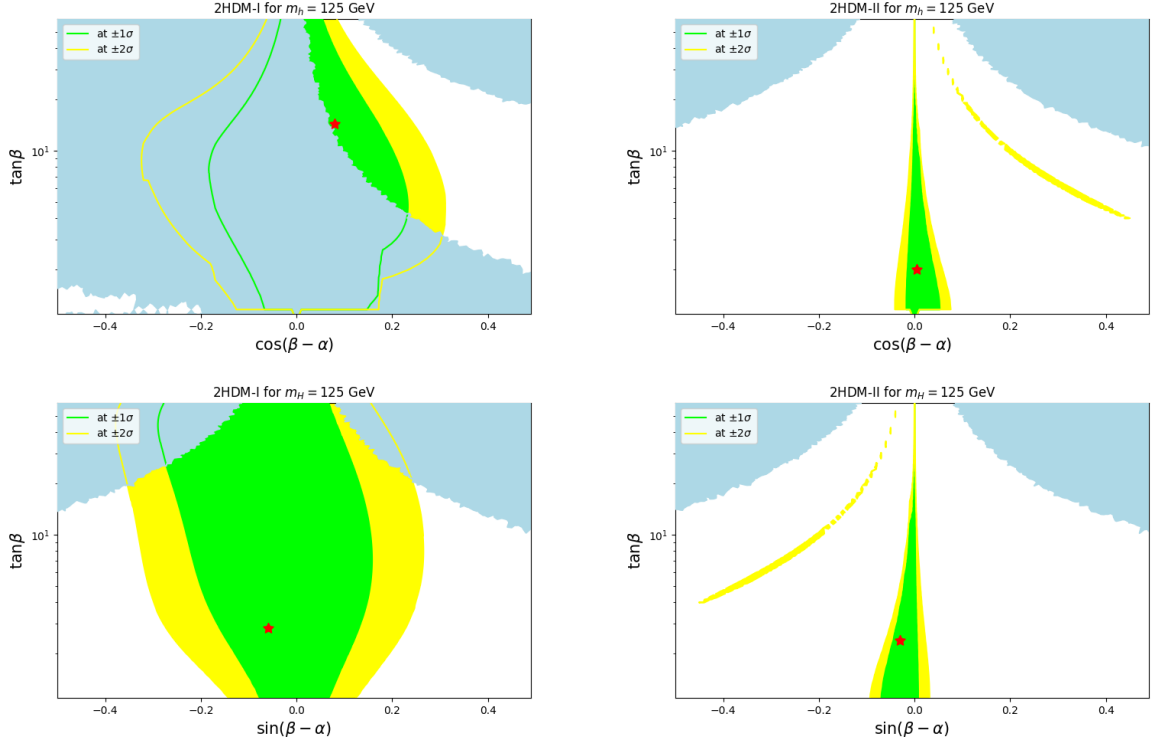 2HDM-I for m_h = 125 GeV
at ±1σ
at ±2σ
tanβ
10¹
−0.4 −0.2 0.0 0.2 0.4
cos(β − α)
2HDM-II for m_h = 125 GeV
at ±1σ
at ±2σ
tanβ
10¹
−0.4 −0.2 0.0 0.2 0.4
cos(β − α)
2HDM-I for m_H = 125 GeV
at ±1σ
at ±2σ
tanβ
10¹
−0.4 −0.2 0.0 0.2 0.4
sin(β − α)
2HDM-II for m_H = 125 GeV
at ±1σ
at ±2σ
tanβ
10¹
−0.4 −0.2 0.0 0.2 0.4
sin(β − α)